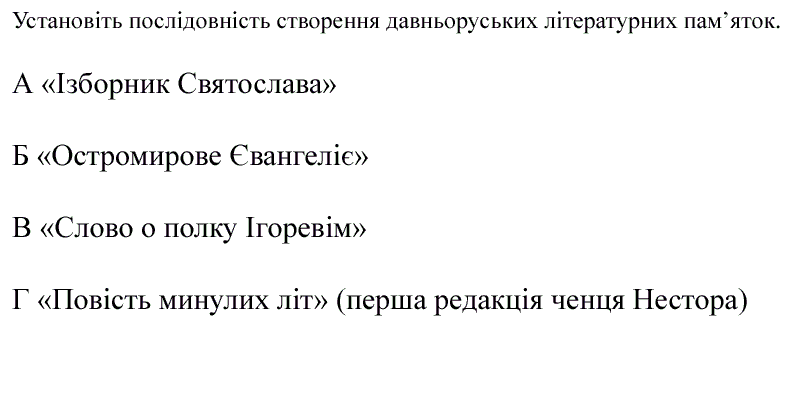 Установіть послідовність створення давньоруських літературних пам’яток.
А «Ізборник Святослава»
Б «Остромирове Євангеліє»
В «Слово о полку Ігоревім»
Г «Повість минулих літ» (перша редакція ченця Нестора)